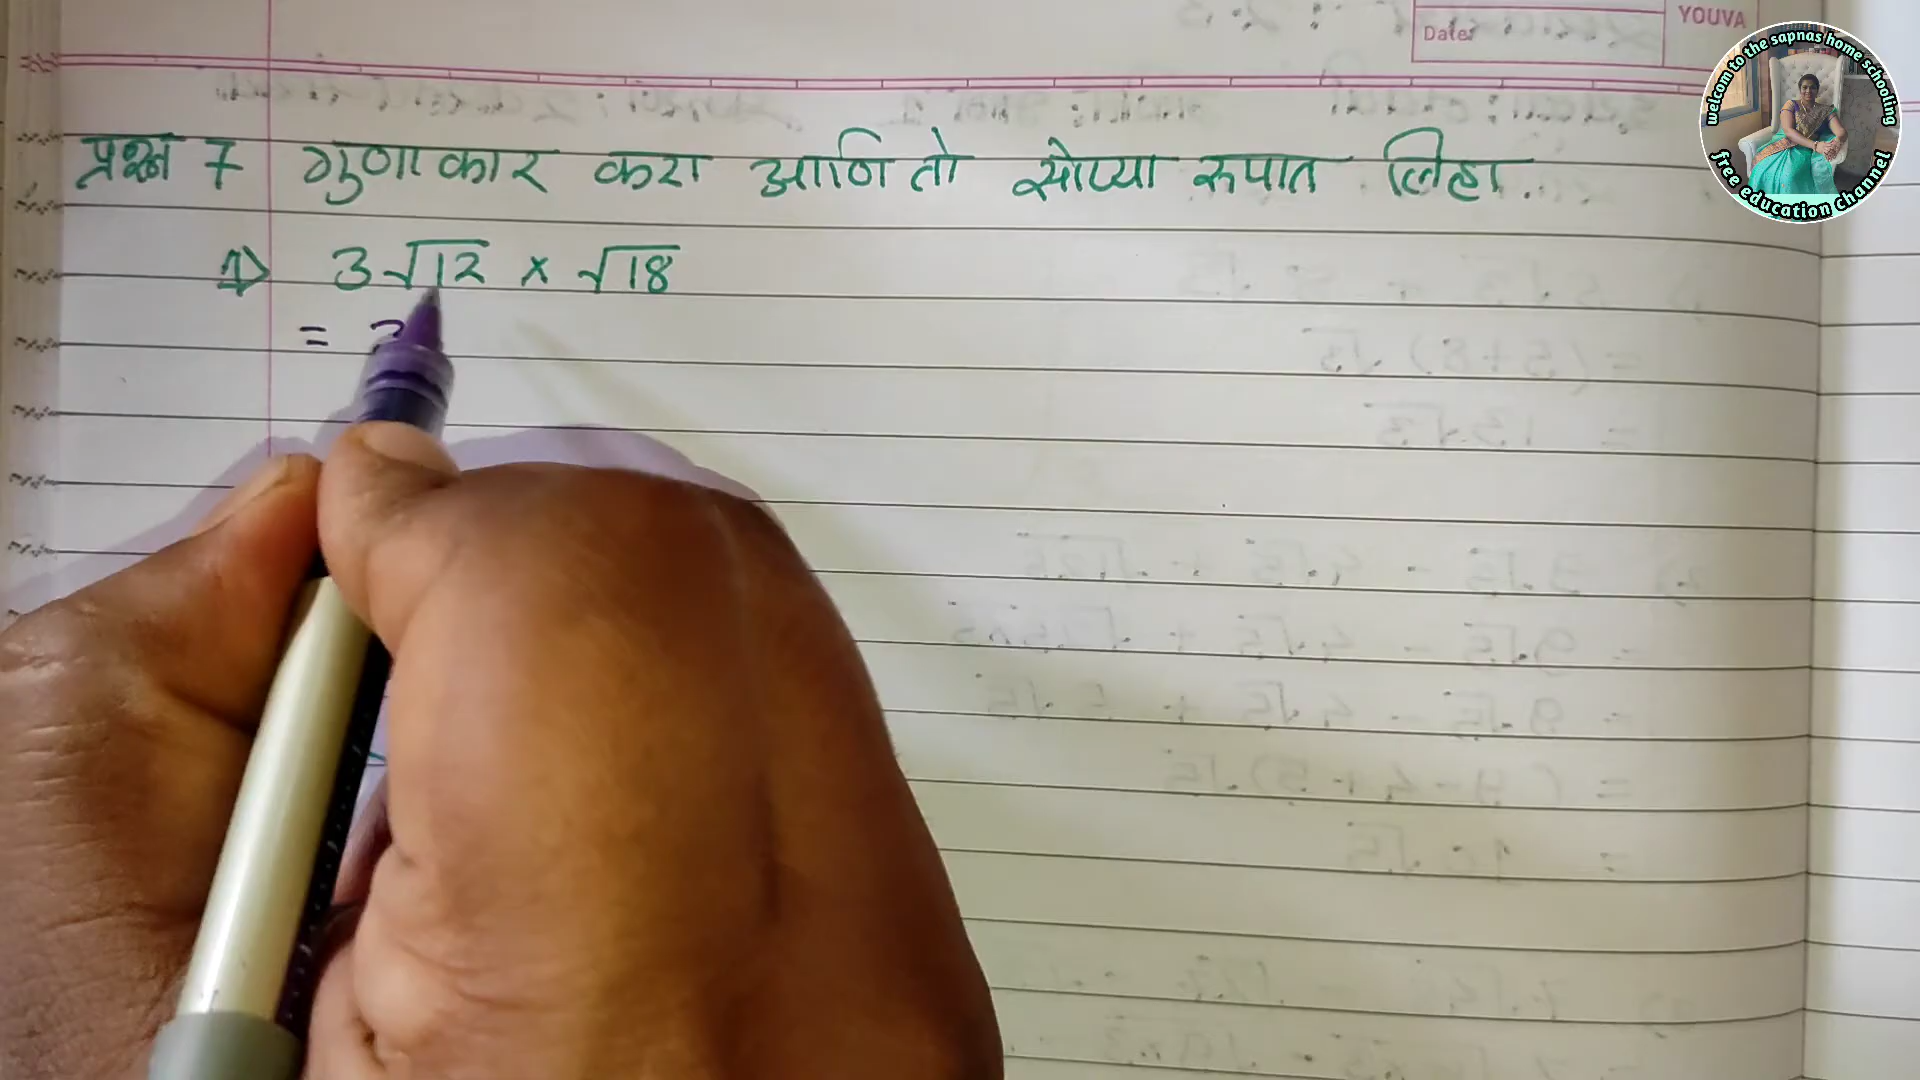 YOUVA
Date:
welcom to the sapnas home schooling
free education channel
प्रश्न 7 गुणाकार करा आणि तो सोप्या रुपात लिहा.
1) 3√12 × √18
= 3